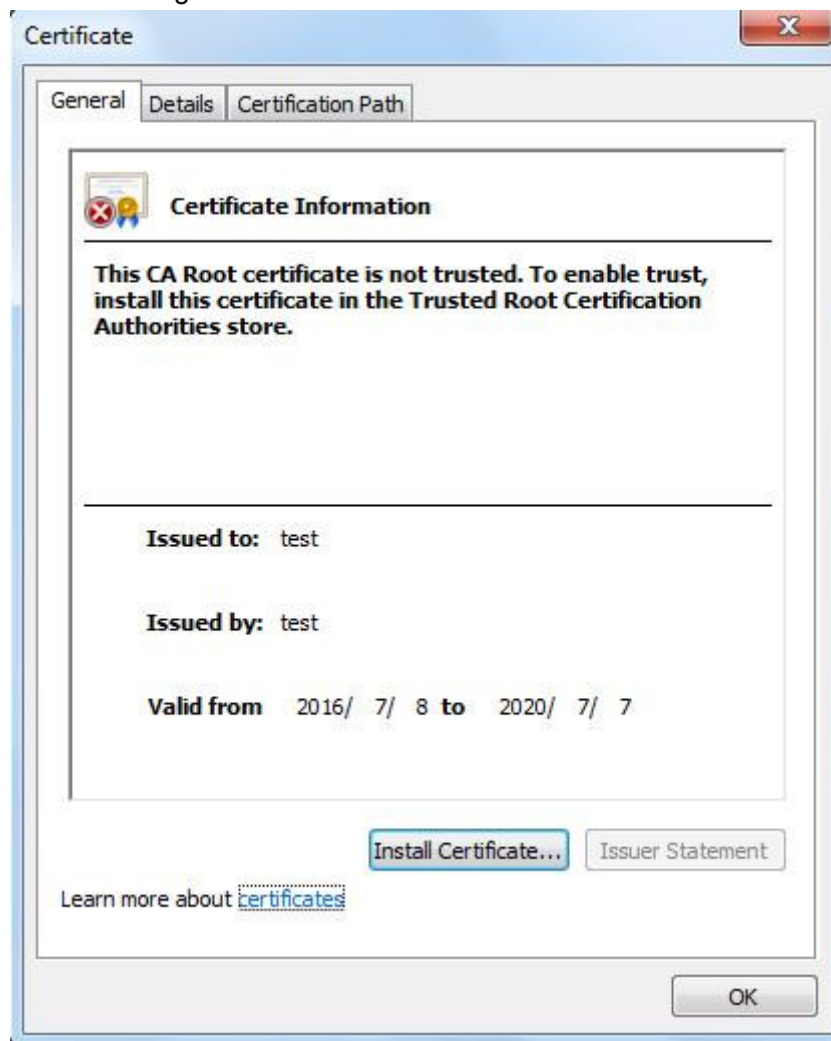 Certificate
General Details Certification Path
Certificate Information
This CA Root certificate is not trusted. To enable trust,
install this certificate in the Trusted Root Certification
Authorities store.
Issued to: test
Issued by: test
Valid from 2016/ 7/ 8 to 2020/ 7/ 7
Install Certificate... Issuer Statement
Learn more about certificates
OK